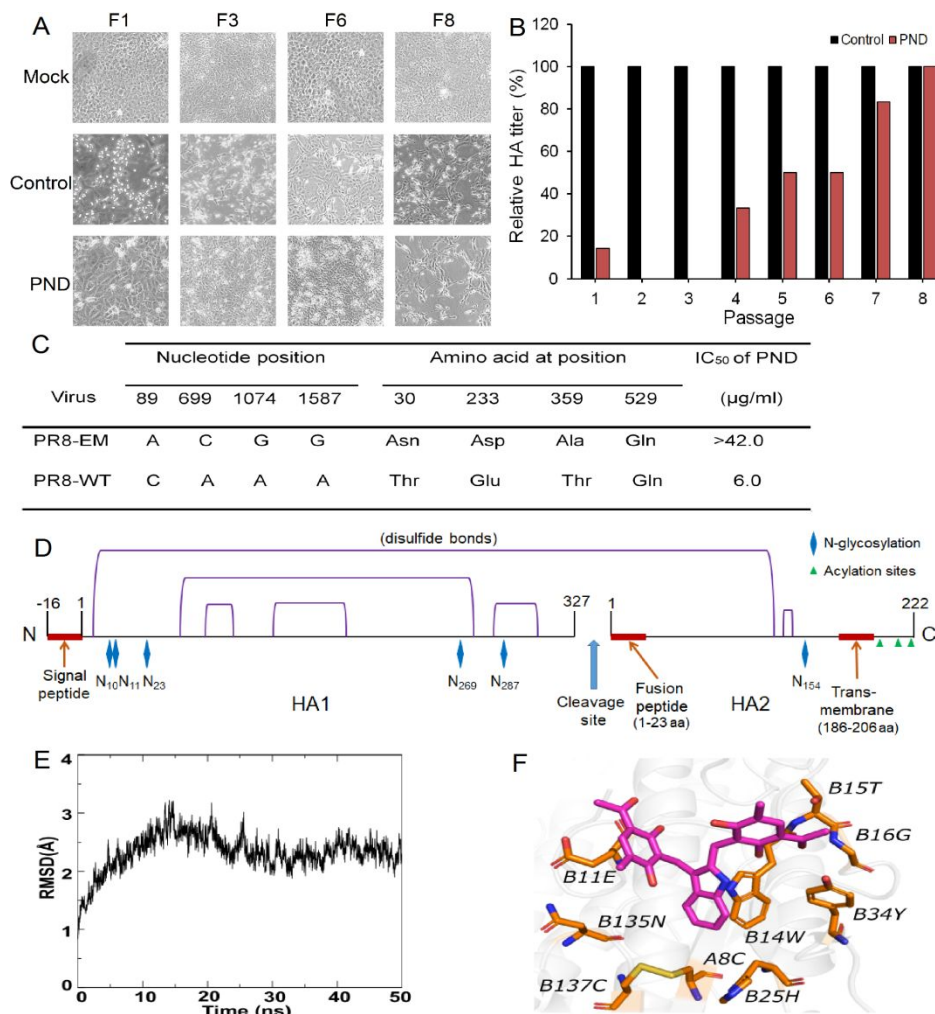 A
F1 F3 F6 F8
Mock
Control
PND
B
Control PND
Relative HA titer (%)
120
100
80
60
40
20
0
1 2 3 4 5 6 7 8
Passage
C
Nucleotide position Amino acid at position IC50 of PND
Virus 89 699 1074 1587 30 233 359 529 (µg/ml)
PR8-EM A C G G Asn Asp Ala Gln >42.0
PR8-WT C A A A Thr Glu Thr Gln 6.0
D
(disulfide bonds)
N-glycosylation
Acylation sites
-16 1 327 1 222
N C
Signal peptide
N10 N11 N23 N269 N287 N154
HA1
Cleavage site
Fusion peptide (1-23 aa)
HA2
Trans-membrane (186-206 aa)
E
RMSD(Å)
4
3
2
1
0
0 10 20 30 40 50
Time (ns)
F
B15T
B16G
B11E
B34Y
B135N
B14W
A8C
B137C
B25H